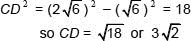 CD² = (2√6)² − (√6)² = 18
so CD = √18 or 3√2